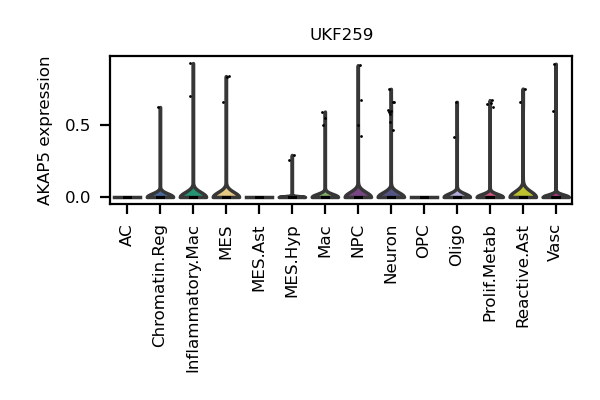 UKF259
AKAP5 expression
0.5
0.0
AC
Chromatin.Reg
Inflammatory.Mac
MES
MES.Ast
MES.Hyp
Mac
NPC
Neuron
OPC
Oligo
Prolif.Metab
Reactive.Ast
Vasc